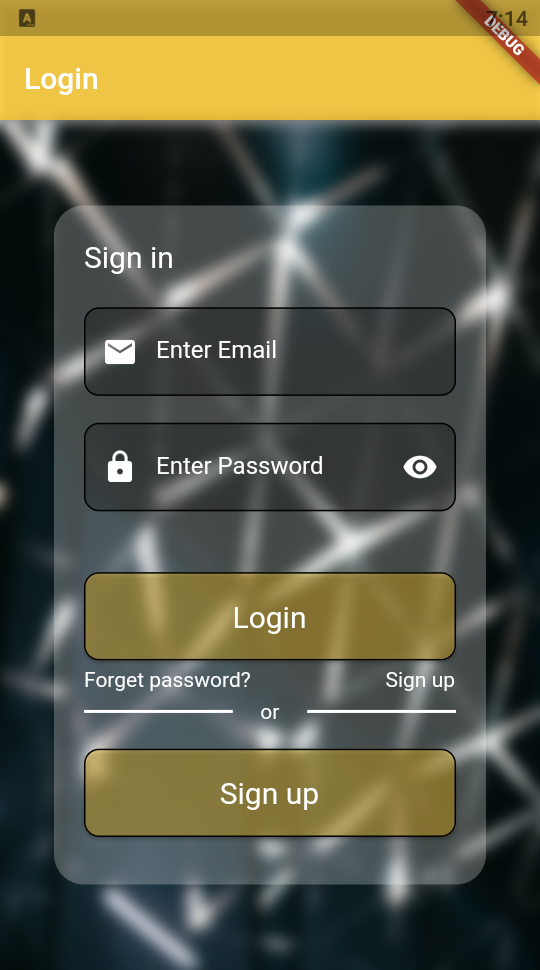 7:14
DEBUG
Login
Sign in
Enter Email
Enter Password
Login
Forget password? Sign up
or
Sign up